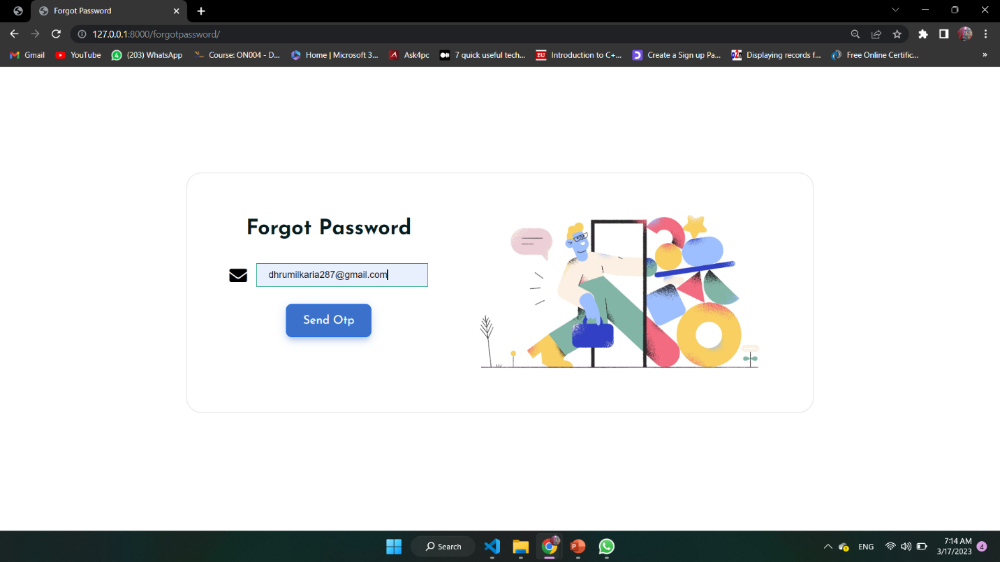 Forgot Password
127.0.0.1:8000/forgotpassword/
Gmail
YouTube
(203) WhatsApp
Course: ON004 - D...
Home | Microsoft 3...
Ask4pc
7 quick useful tech...
Introduction to C+...
Create a Sign up Pa...
Displaying records f...
Free Online Certific...
»
Forgot Password
dhrumilkaria287@gmail.com
Send Otp
Search
ENG
7:14 AM
3/17/2023
4